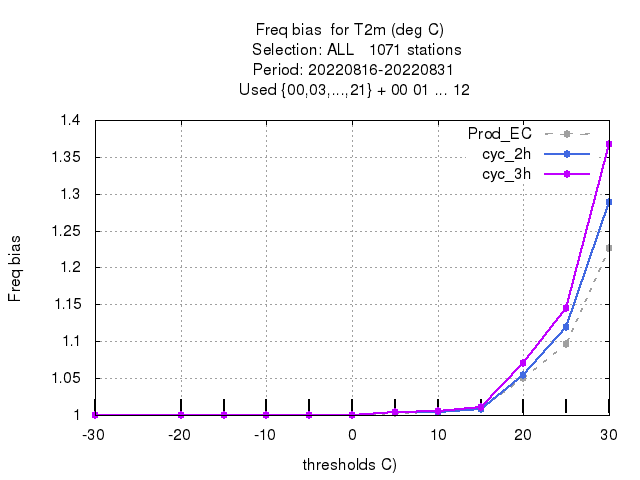 Freq bias  for T2m (deg C)
Selection: ALL   1071 stations
Period: 20220816-20220831
Used {00,03,...,21} + 00 01 ... 12
Prod_EC
cyc_2h
cyc_3h
1.4
1.35
1.3
1.25
1.2
1.15
1.1
1.05
1
Freq bias
-30 -20 -10 0 10 20 30
thresholds C)